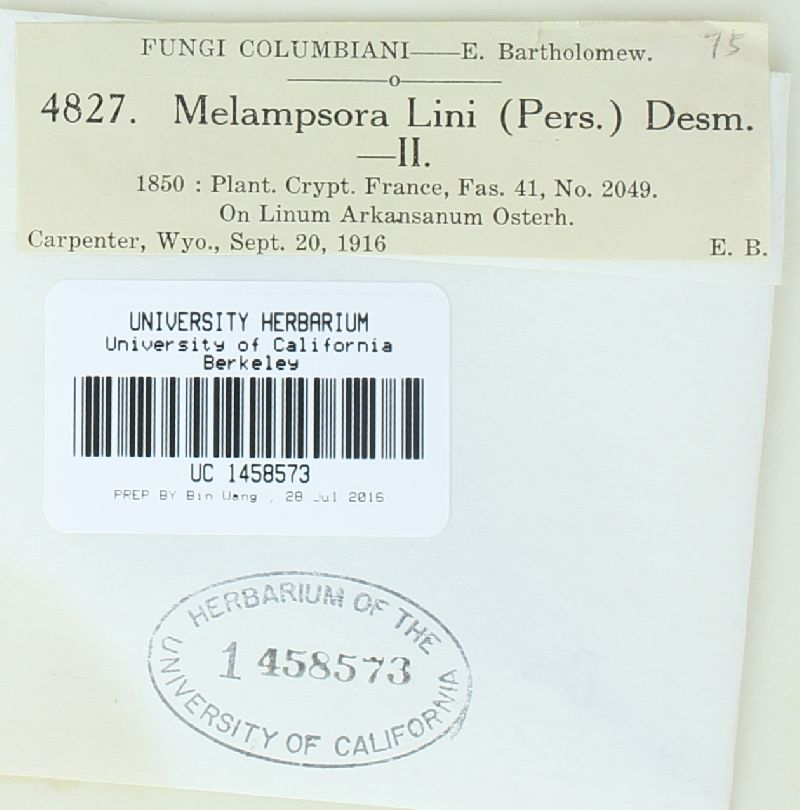 FUNGI COLUMBIANI——E. Bartholomew.
75
o
4827. Melampsora Lini (Pers.) Desm.
—II.
1850 : Plant. Crypt. France, Fas. 41, No. 2049.
On Linum Arkansanum Osterh.
Carpenter, Wyo., Sept. 20, 1916 E. B.
UNIVERSITY HERBARIUM
University of California
Berkeley
UC 1458573
PREP BY Bin Wang , 28 Jul 2016
HERBARIUM OF THE
1458573
UNIVERSITY OF CALIFORNIA